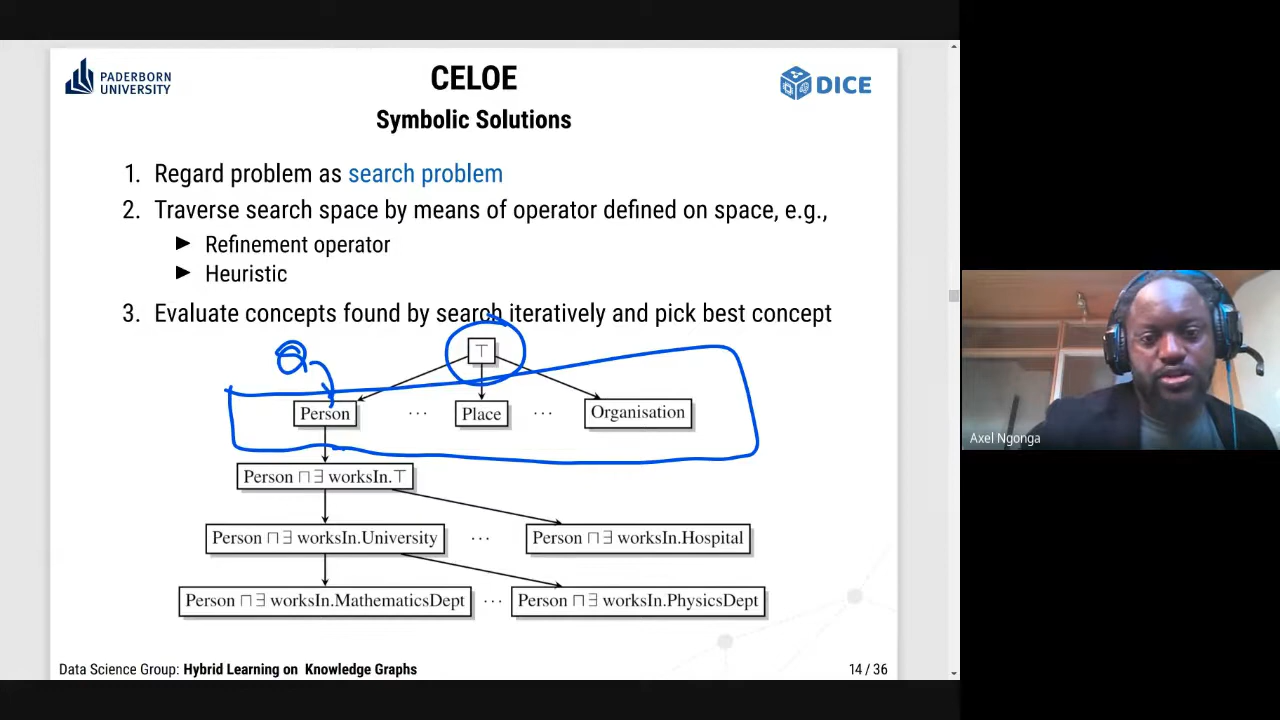 PADERBORN
UNIVERSITY
CELOE
DICE
Symbolic Solutions
1. Regard problem as search problem
2. Traverse search space by means of operator defined on space, e.g.,
▶ Refinement operator
▶ Heuristic
3. Evaluate concepts found by search iteratively and pick best concept
⊤
Person ... Place ... Organisation
Person ⊓ ∃ worksIn.⊤
Person ⊓ ∃ worksIn.University ... Person ⊓ ∃ worksIn.Hospital
Person ⊓ ∃ worksIn.MathematicsDept ... Person ⊓ ∃ worksIn.PhysicsDept
Data Science Group: Hybrid Learning on Knowledge Graphs
14 / 36
Axel Ngonga